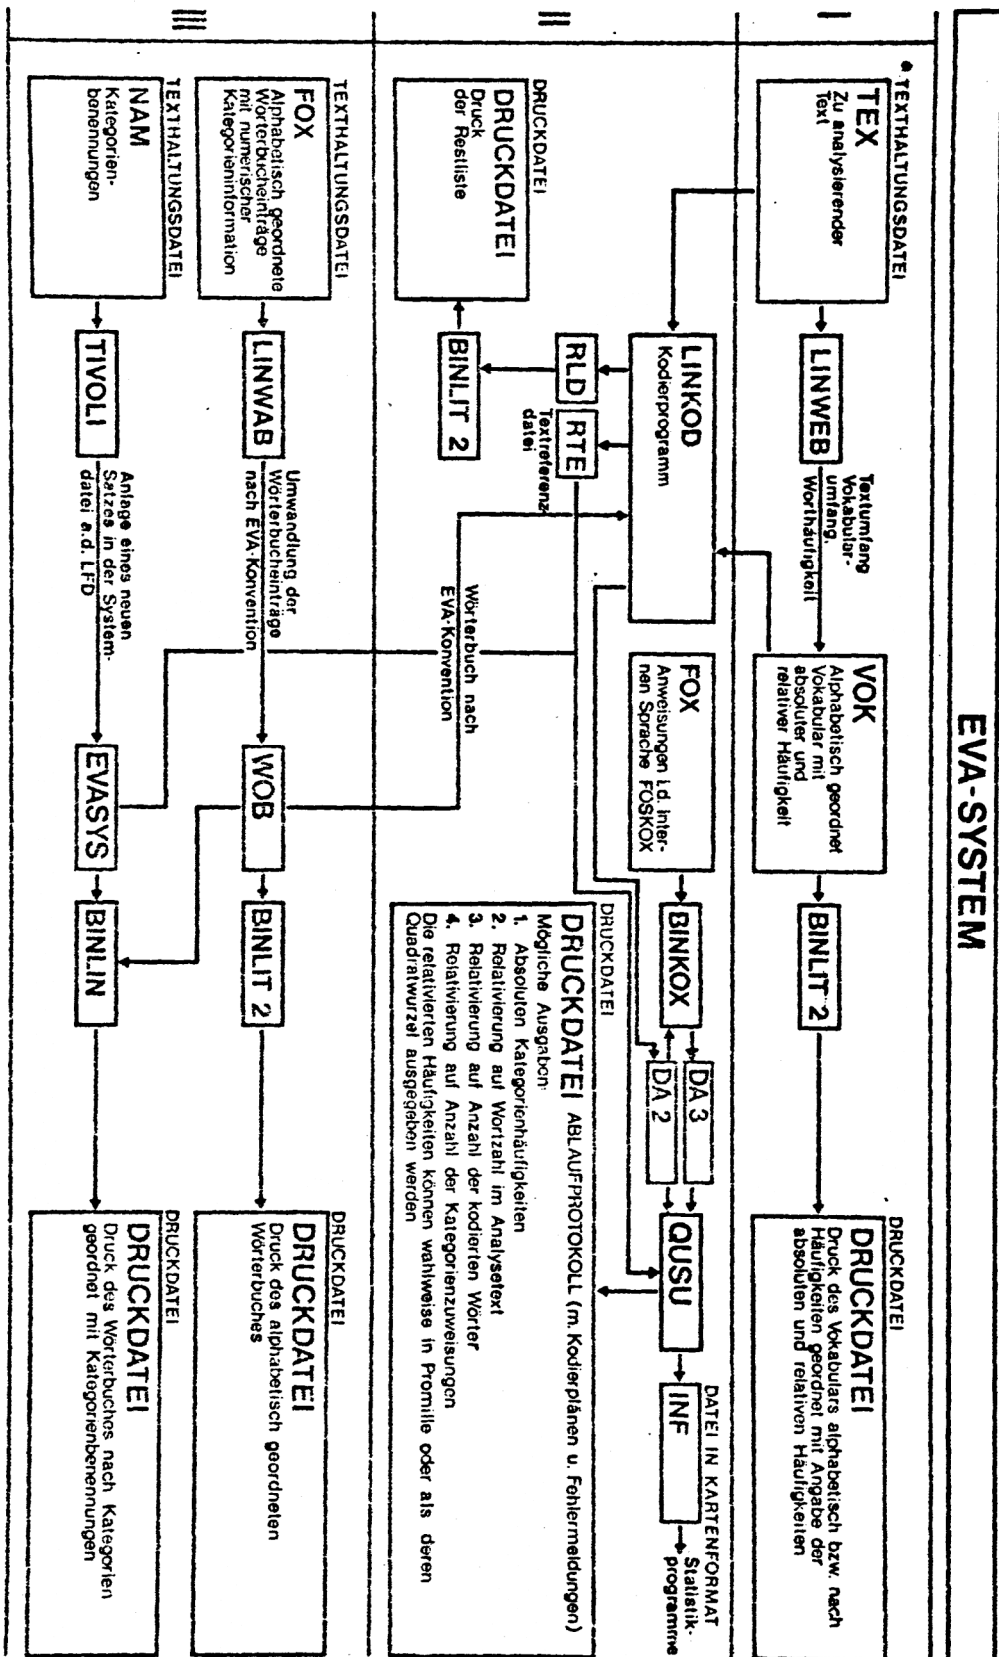 EVA-SYSTEM
I
TEXTHALTUNGSDATEI
TEX
Zu analysierender
Text
LINWEB
Textumfang
Vokabular-
umfang.
Worthäufigkeit
VOK
Alphabetisch geordnet
Vokabular mit
absoluter und
relativer Häufigkeit
BINLIT 2
DRUCKDATEI
DRUCKDATEI
Druck des Vokabulars alphabetisch bzw. nach
Häufigkeiten geordnet mit Angabe der
absoluten und relativen Häufigkeiten
II
LINKOD
Kodierprogramm
RLD
RTE
Textreferenz-
datei
BINLIT 2
DRUCKDATEI
DRUCKDATEI
Druck
der Restliste
FOX
Anweisungen i.d. inter-
nen Sprache FOSKOX
BINKOX
DA 3
DA 2
QUSU
DATEI IN KARTENFORMAT
INF
Statistik-
programme
Wörterbuch nach
EVA-Konvention
DRUCKDATEI
DRUCKDATEI ABLAUFPROTOKOLL (m. Kodierplänen u. Fehlermeldungen)
Mögliche Ausgaben:
1. Absoluten Kategorienhäufigkeiten
2. Relativierung auf Wortzahl im Analysetext
3. Relativierung auf Anzahl der kodierten Wörter
4. Relativierung auf Anzahl der Kategorienzuweisungen
Die relativierten Häufigkeiten können wahlweise in Promille oder als deren
Quadratwurzel ausgegeben werden
III
TEXTHALTUNGSDATEI
FOX
Alphabetisch geordnete
Wörterbucheinträge
mit numerischer
Kategorieninformation
LINWAB
Umwandlung der
Wörterbucheinträge
nach EVA-Konvention
WOB
BINLIT 2
DRUCKDATEI
DRUCKDATEI
Druck des alphabetisch geordneten
Wörterbuches
TEXTHALTUNGSDATEI
NAM
Kategorien-
benennungen
TIVOLI
Anlage eines neuen
Satzes in der System-
datei a.d. LFD
EVASYS
BINLIN
DRUCKDATEI
DRUCKDATEI
Druck des Wörterbuches nach Kategorien
geordnet mit Kategorienbenennungen